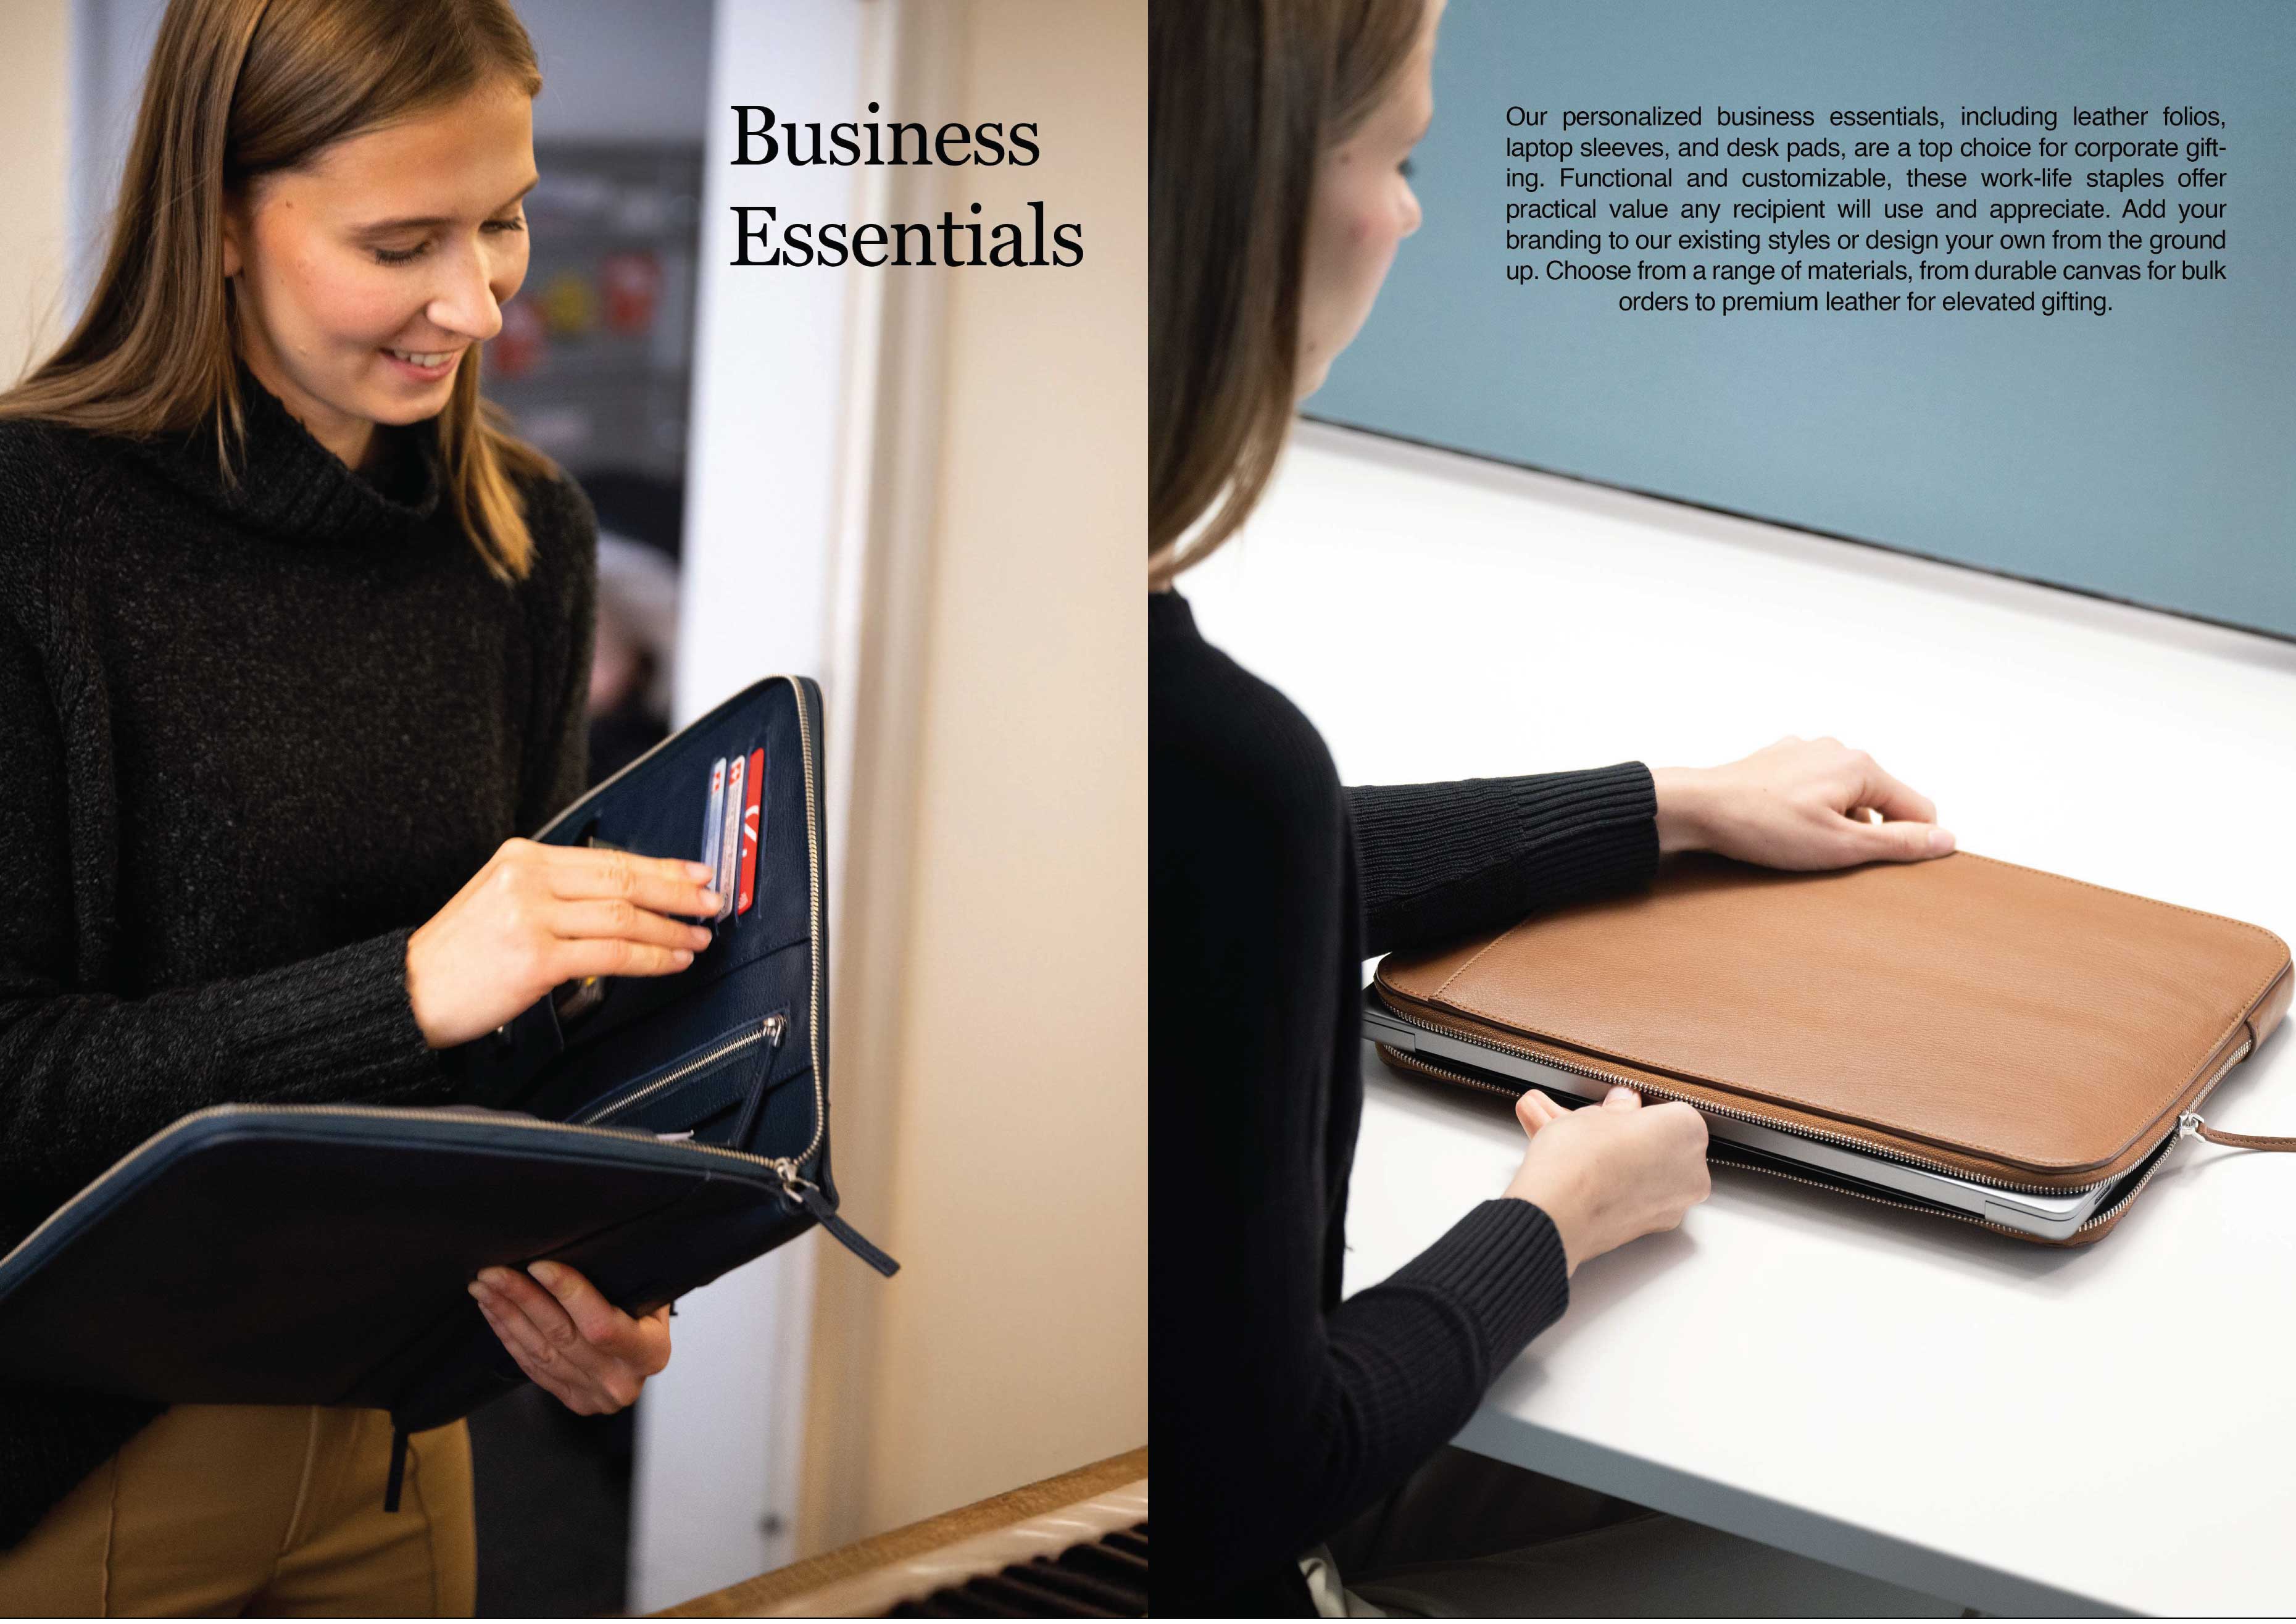 Business
Essentials
Our personalized business essentials, including leather folios,
laptop sleeves, and desk pads, are a top choice for corporate gift-
ing. Functional and customizable, these work-life staples offer
practical value any recipient will use and appreciate. Add your
branding to our existing styles or design your own from the ground
up. Choose from a range of materials, from durable canvas for bulk
orders to premium leather for elevated gifting.